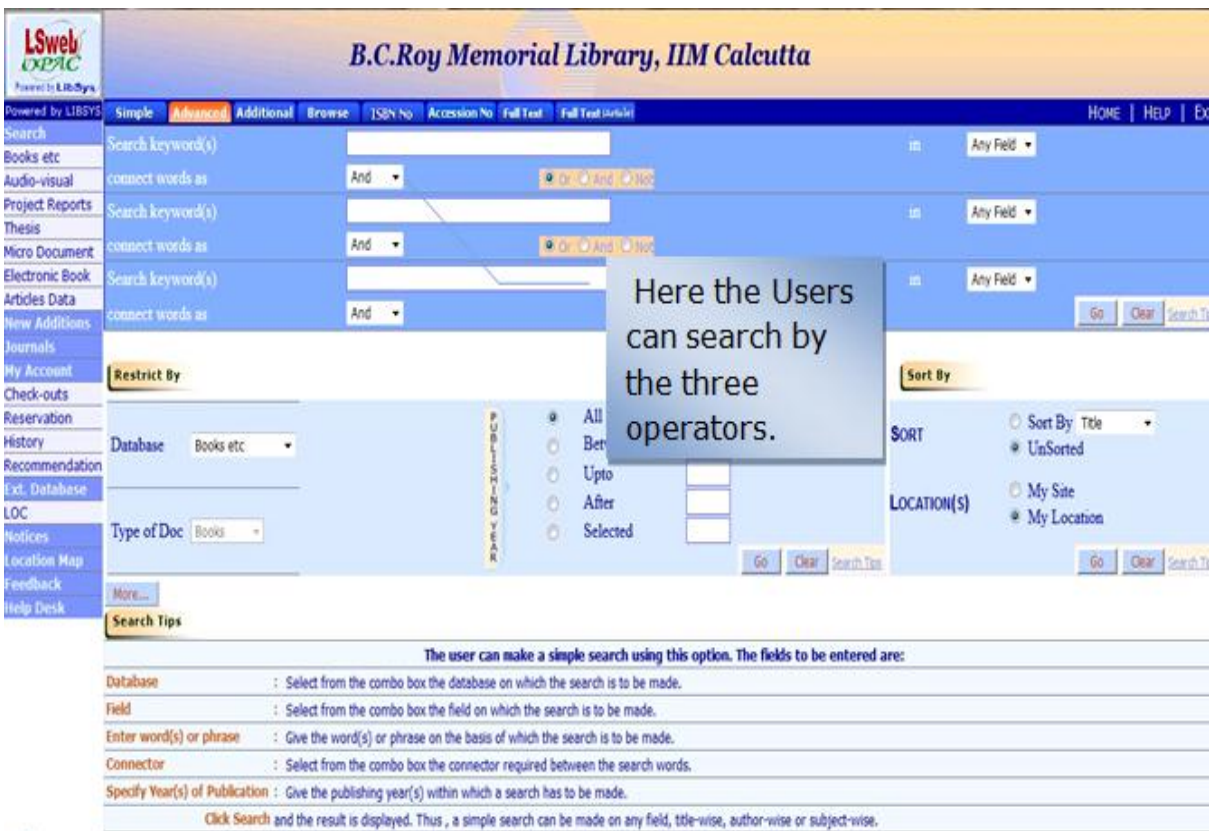 LSweb
OPAC
Powered by LibSys
B.C.Roy Memorial Library, IIM Calcutta
Powered by LIBSYS
Simple Advanced Additional Browse ISBN No Accession No Full Text Full Text (Article) HOME | HELP |
Search
Books etc
Audio-visual
Project Reports
Thesis
Micro Document
Electronic Book
Articles Data
New Additions
Journals
My Account
Check-outs
Reservation
History
Recommendation
Ext. Database
LOC
Notices
Location Map
Feedback
Help Desk
Search keyword(s) in Any Field
connect words as And Or And Not
Search keyword(s) in Any Field
connect words as And Or And Not
Search keyword(s) in Any Field
connect words as And Go Clear Search
Here the Users
can search by
the three
operators.
Restrict By
Database Books etc
Type of Doc Books
PUBLISHING YEAR
All
Upto
After
Selected
Go Clear Search Tips
Sort By
SORT
Sort By Title
UnSorted
LOCATION(S)
My Site
My Location
Go Clear Search
More...
Search Tips
The user can make a simple search using this option. The fields to be entered are:
Database : Select from the combo box the database on which the search is to be made.
Field : Select from the combo box the field on which the search is to be made.
Enter word(s) or phrase : Give the word(s) or phrase on the basis of which the search is to be made.
Connector : Select from the combo box the connector required between the search words.
Specify Year(s) of Publication : Give the publishing year(s) within which a search has to be made.
Click Search and the result is displayed. Thus , a simple search can be made on any field, title-wise, author-wise or subject-wise.